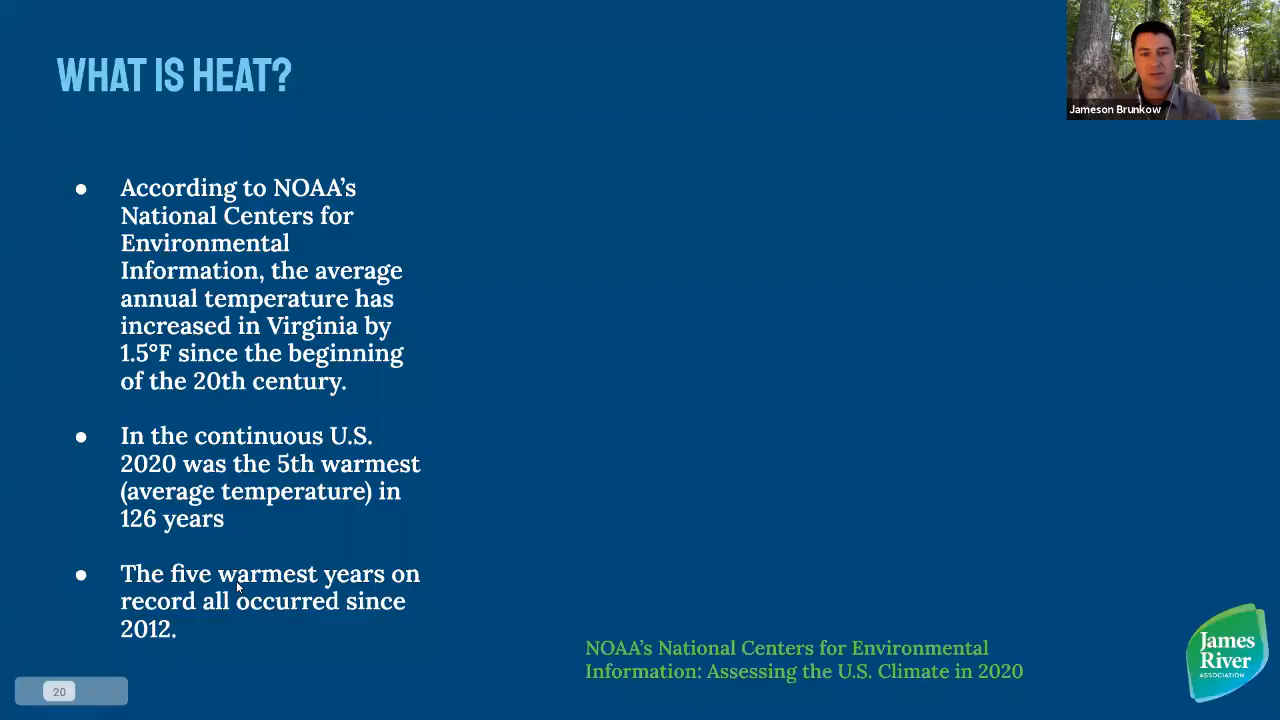 WHAT IS HEAT?
Jameson Brunkow
● According to NOAA’s
National Centers for
Environmental
Information, the average
annual temperature has
increased in Virginia by
1.5°F since the beginning
of the 20th century.
● In the continuous U.S.
2020 was the 5th warmest
(average temperature) in
126 years
● The five warmest years on
record all occurred since
2012.
NOAA’s National Centers for Environmental
Information: Assessing the U.S. Climate in 2020
James
River
ASSOCIATION
20